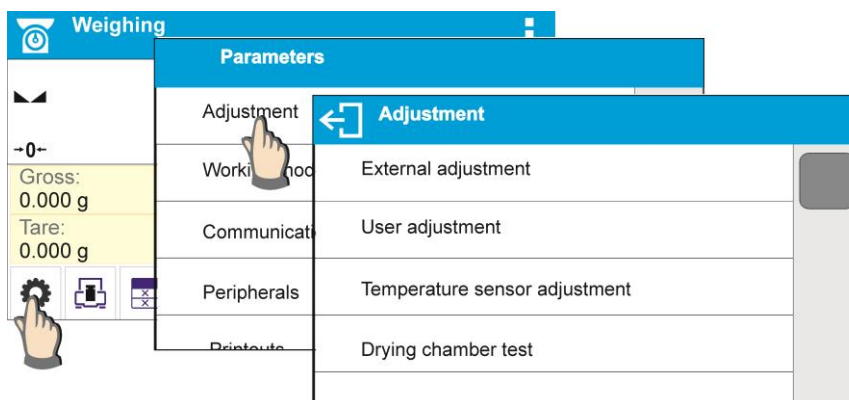 Weighing
Parameters
Adjustment
Adjustment
→0←
Gross:
0.000 g
Tare:
0.000 g
External adjustment
User adjustment
Communicati
Peripherals
Temperature sensor adjustment
Drying chamber test